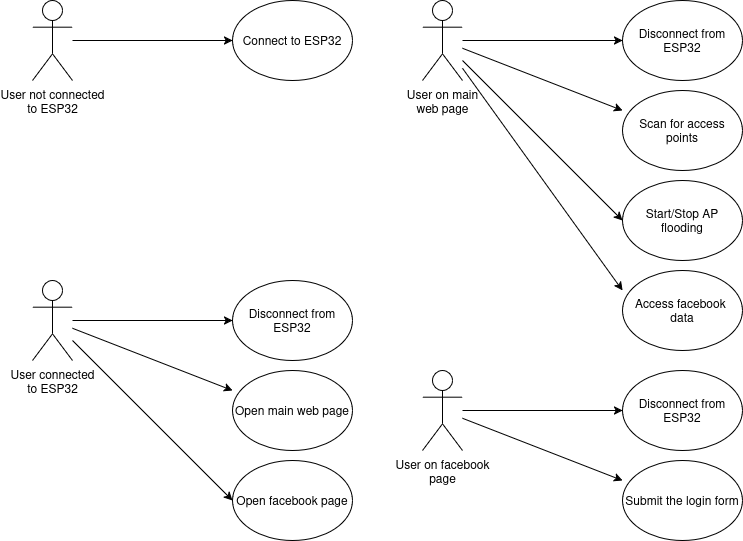 Connect to ESP32
User not connected
to ESP32
Disconnect from
ESP32
User on main
web page
Scan for access
points
Start/Stop AP
flooding
Access facebook
data
Disconnect from
ESP32
User connected
to ESP32
Open main web page
Open facebook page
Disconnect from
ESP32
User on facebook
page
Submit the login form